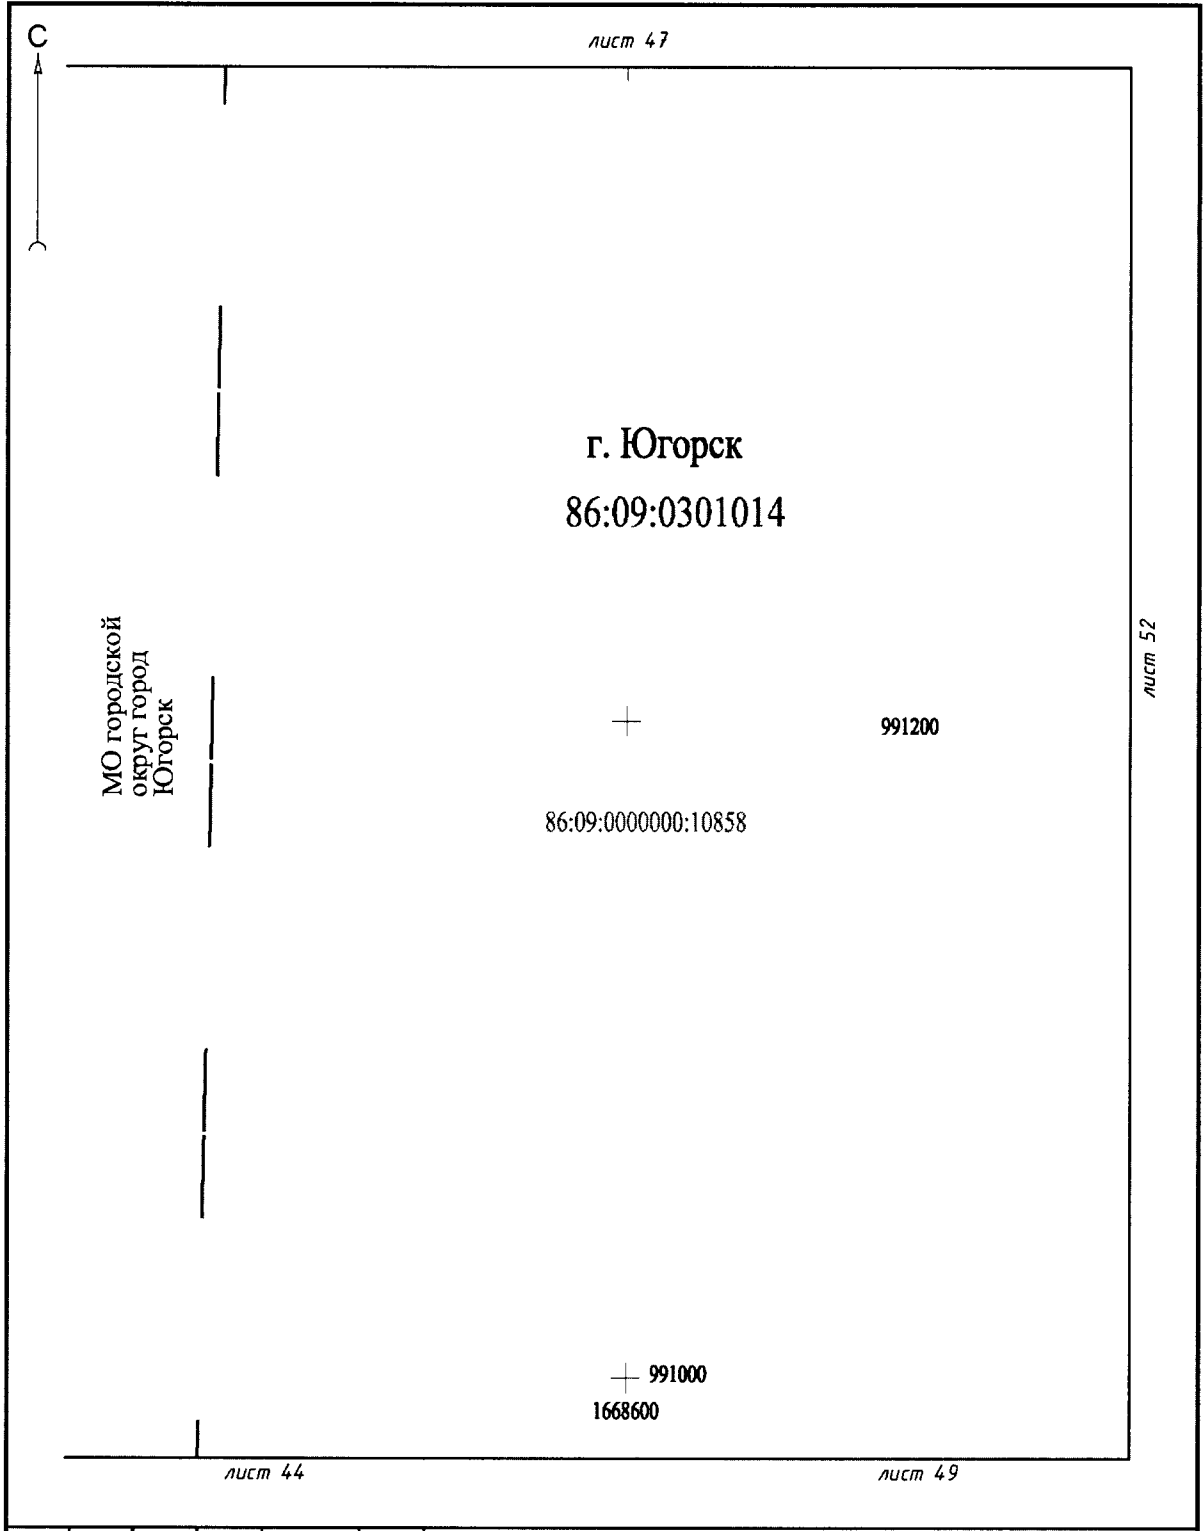 С
лист 47
г. Югорск
86:09:0301014
МО городской
округ город
Югорск
лист 52
991200
86:09:0000000:10858
991000
1668600
лист 44
лист 49